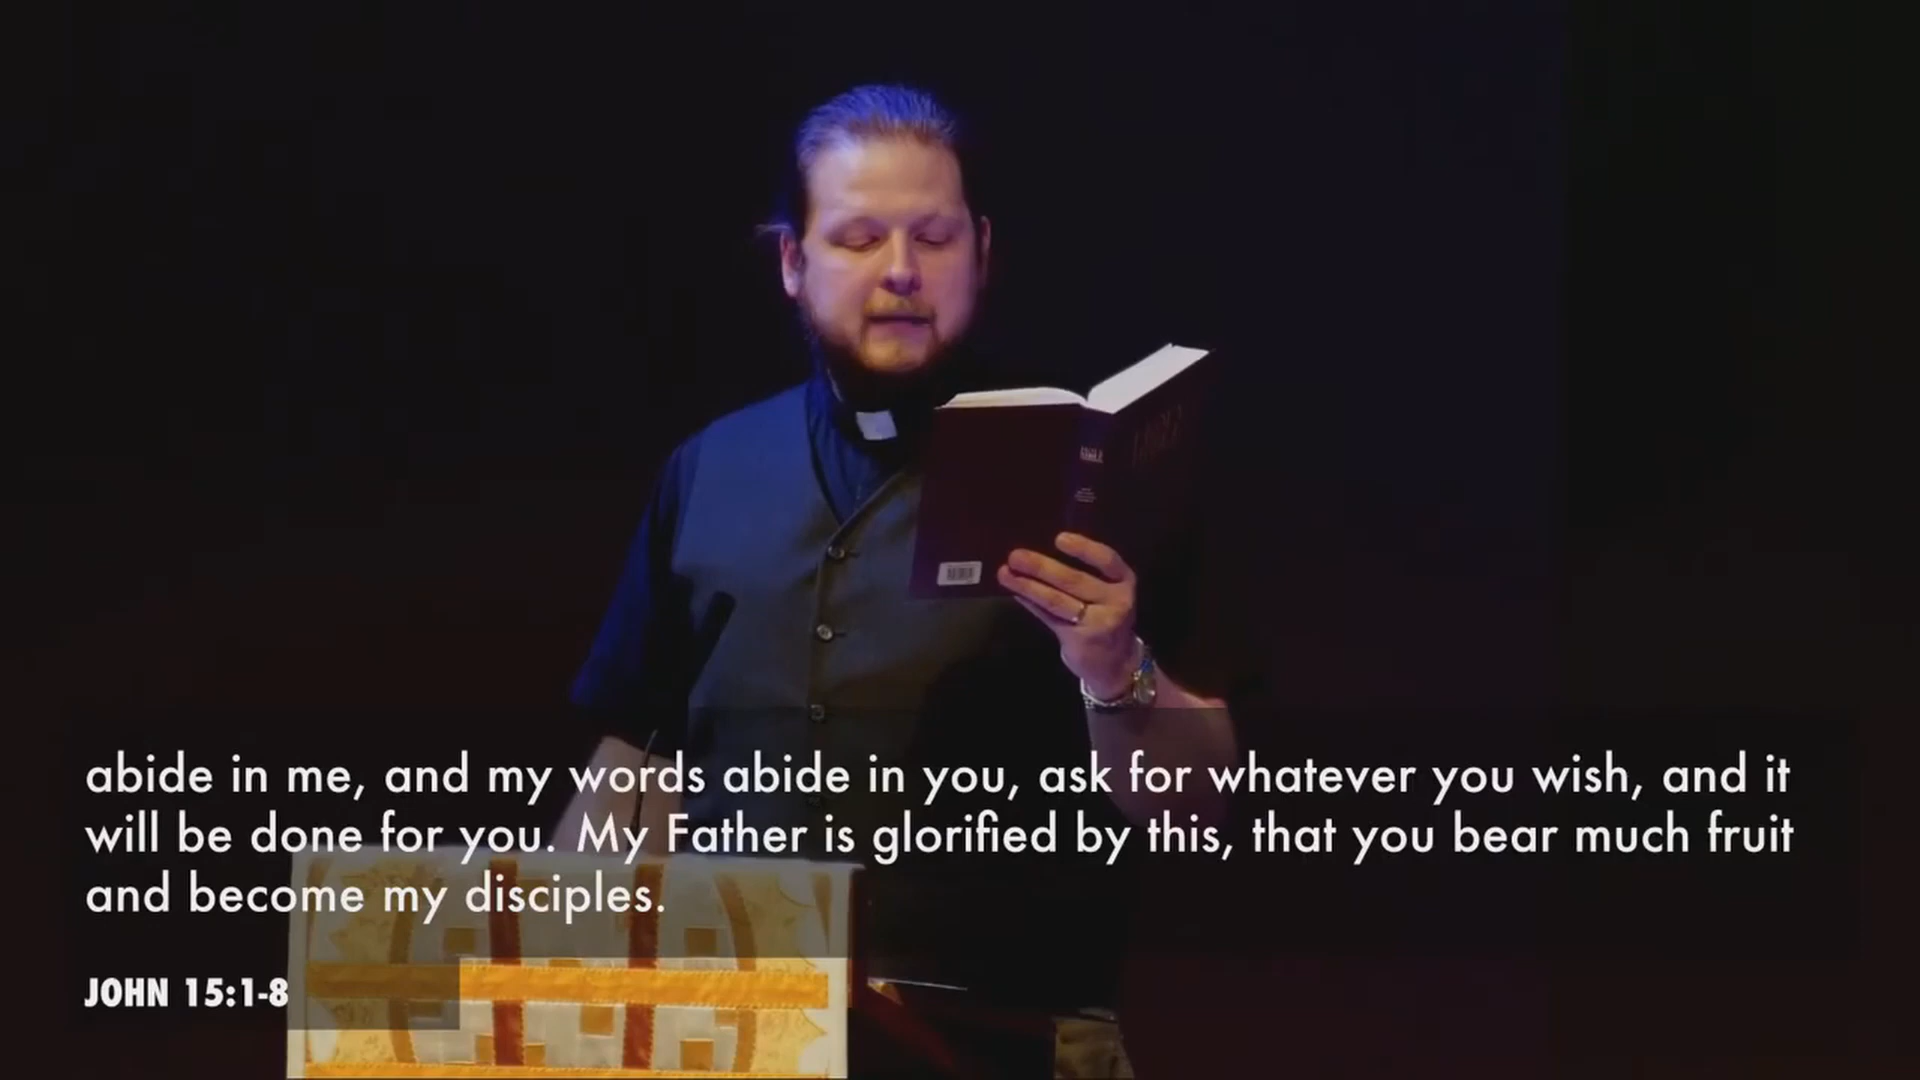 abide in me, and my words abide in you, ask for whatever you wish, and it
will be done for you. My Father is glorified by this, that you bear much fruit
and become my disciples.
JOHN 15:1-8